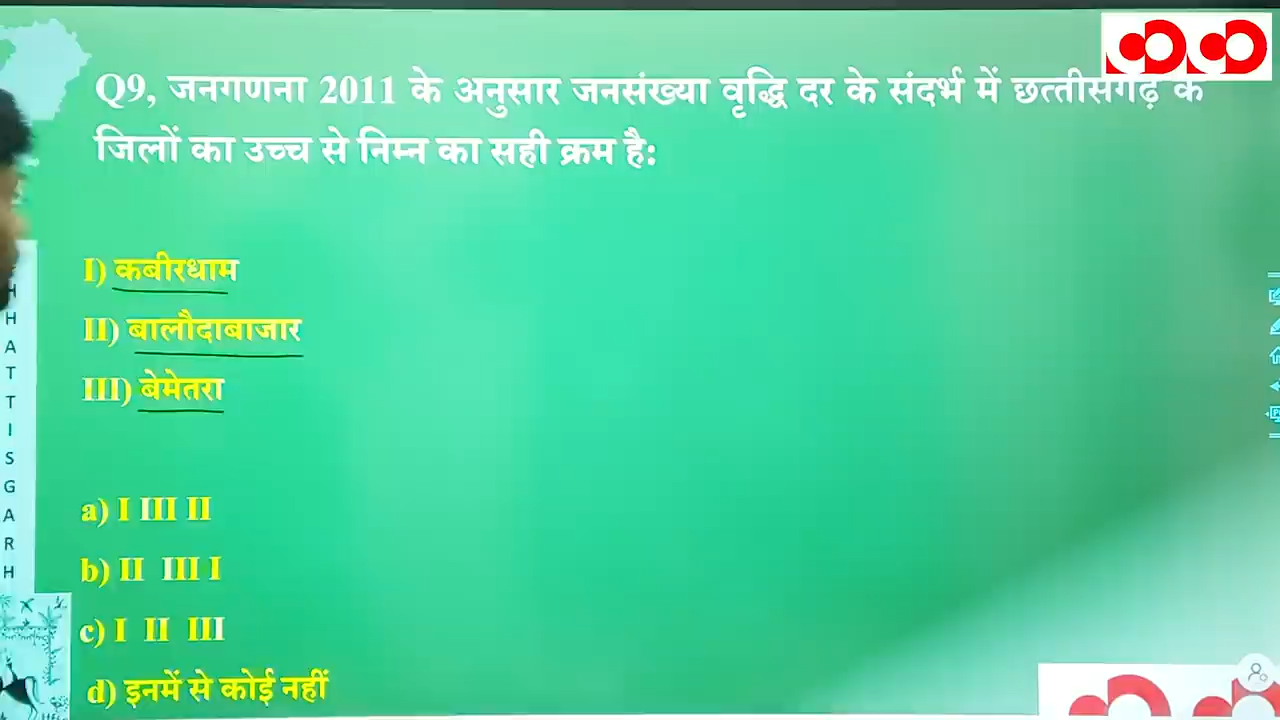 Q9, जनगणना 2011 के अनुसार जनसंख्या वृद्धि दर के संदर्भ में छत्तीसगढ़ के
जिलों का उच्च से निम्न का सही क्रम है:
I) कबीरधाम
II) बालौदाबाजार
III) बेमेतरा
a) I III II
b) II III I
c) I II III
d) इनमें से कोई नहीं
H
H
A
T
T
I
S
G
A
R
H